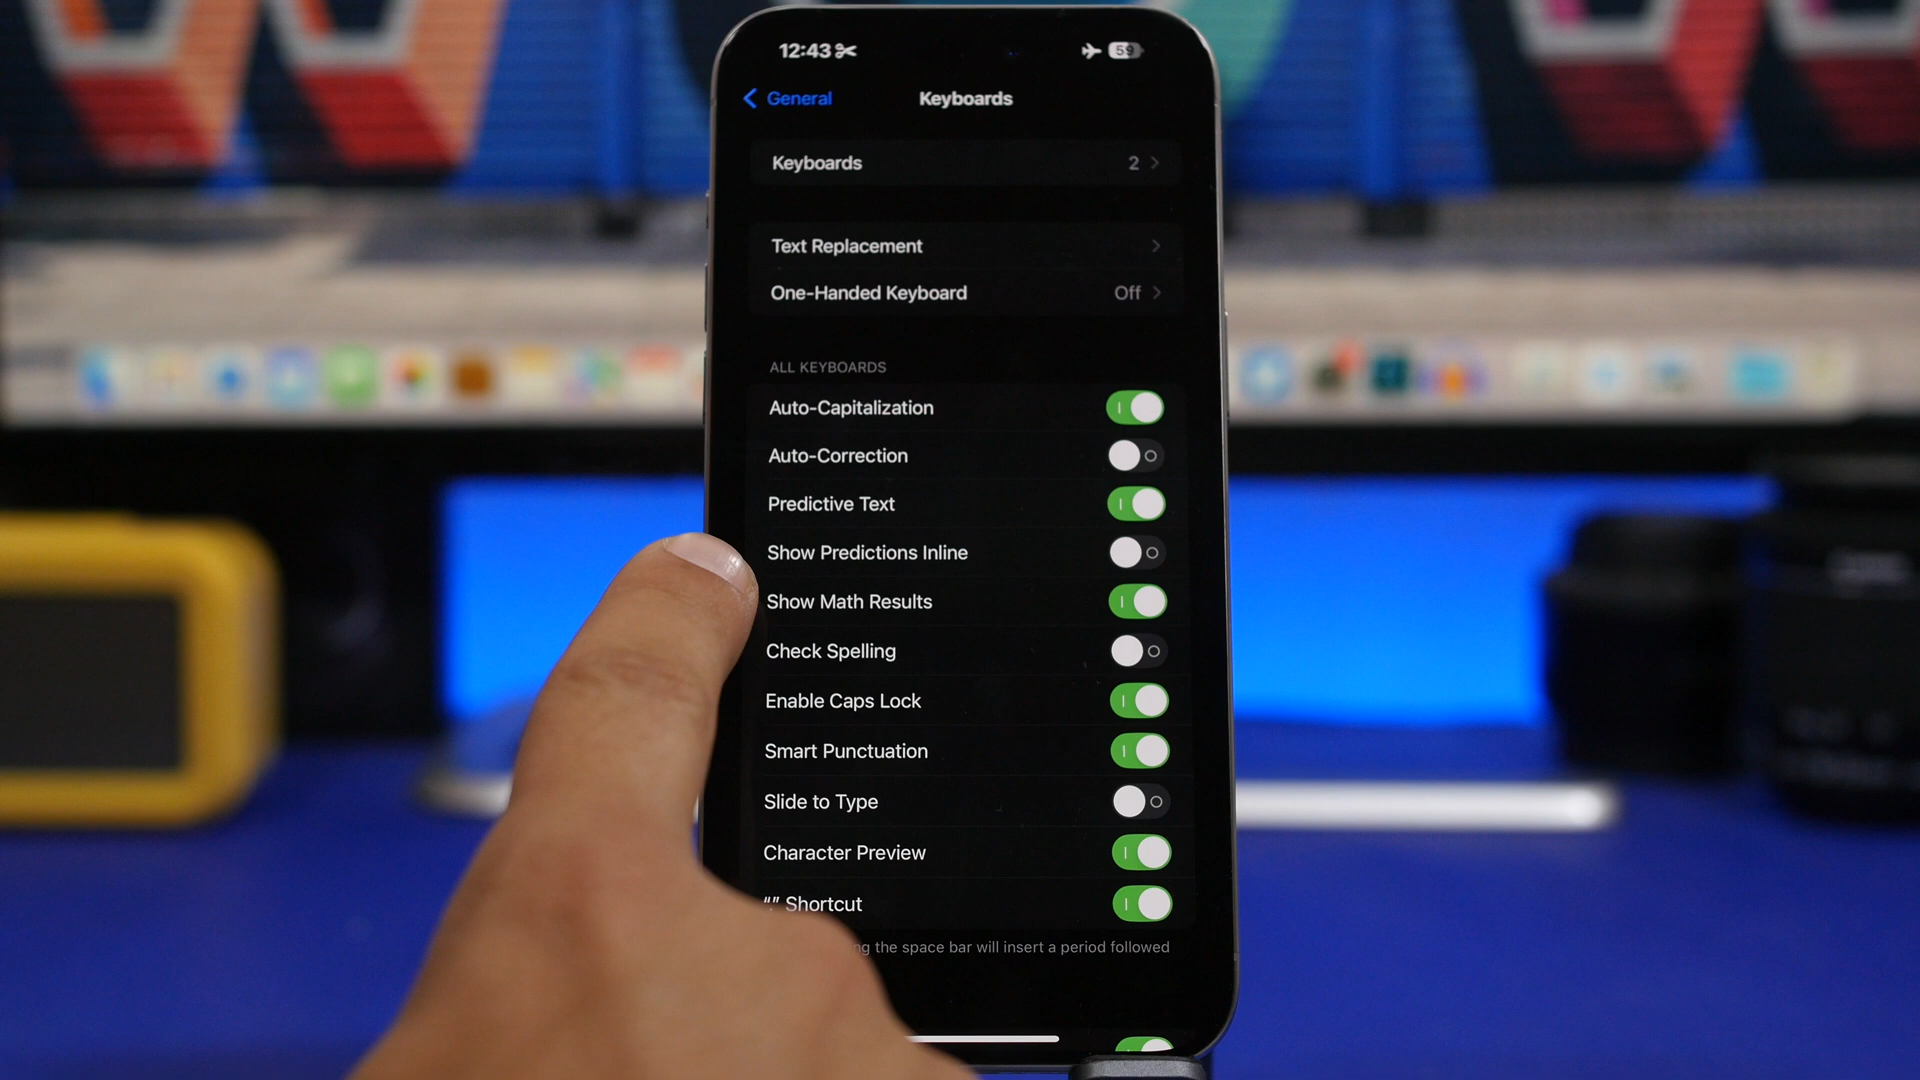 12:43
59
General
Keyboards
Keyboards 2
Text Replacement
One-Handed Keyboard Off
ALL KEYBOARDS
Auto-Capitalization
Auto-Correction
Predictive Text
Show Predictions Inline
Show Math Results
Check Spelling
Enable Caps Lock
Smart Punctuation
Slide to Type
Character Preview
“.” Shortcut
the space bar will insert a period followed